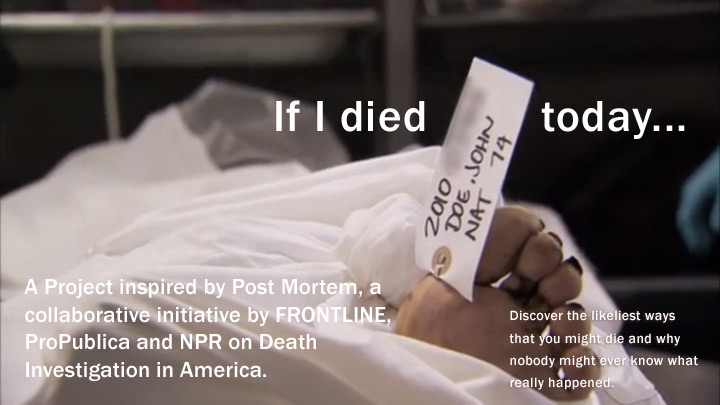 If I died today...
2010
DOE, JOHN
NAT 74
A Project inspired by Post Mortem, a
collaborative initiative by FRONTLINE,
ProPublica and NPR on Death
Investigation in America.
Discover the likeliest ways
that you might die and why
nobody might ever know what
really happened.